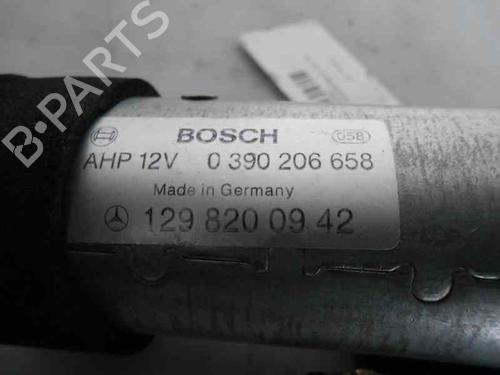 BOSCH 058
AHP 12V 0 390 206 658
Made in Germany
129 820 09 42
B-PARTS